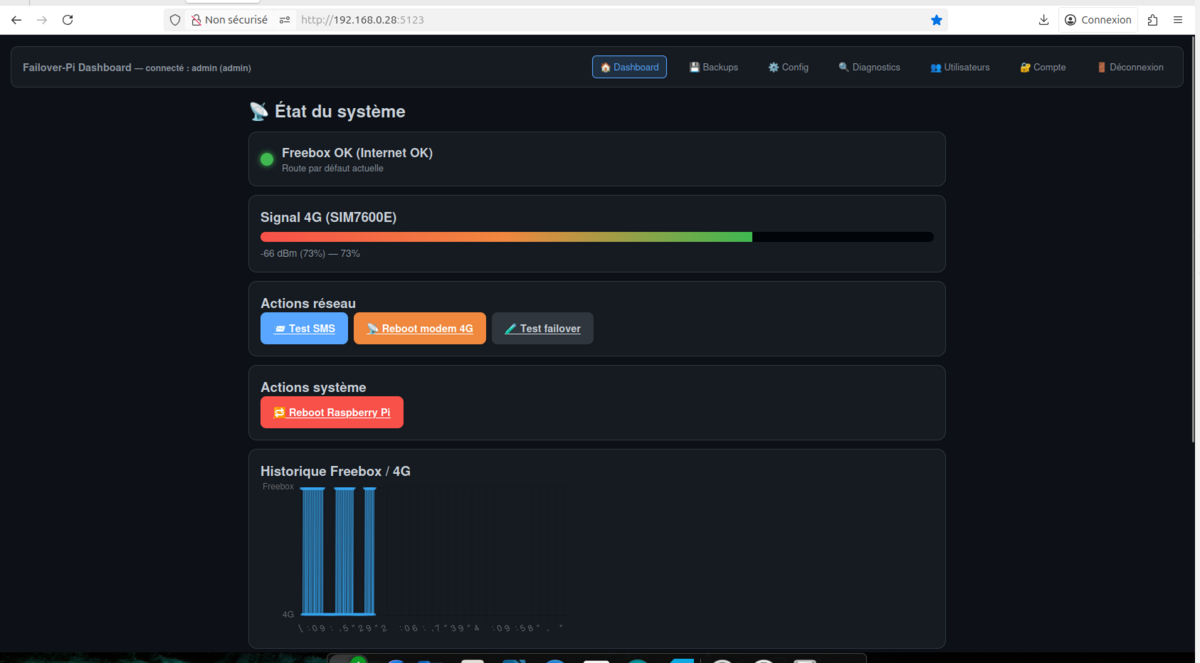 Non sécurisé
http://192.168.0.28:5123
Connexion
Failover-Pi Dashboard — connecté : admin (admin)
Dashboard
Backups
Config
Diagnostics
Utilisateurs
Compte
Déconnexion
État du système
Freebox OK (Internet OK)
Route par défaut actuelle
Signal 4G (SIM7600E)
-66 dBm (73%) — 73%
Actions réseau
Test SMS
Reboot modem 4G
Test failover
Actions système
Reboot Raspberry Pi
Historique Freebox / 4G
Freebox
4G